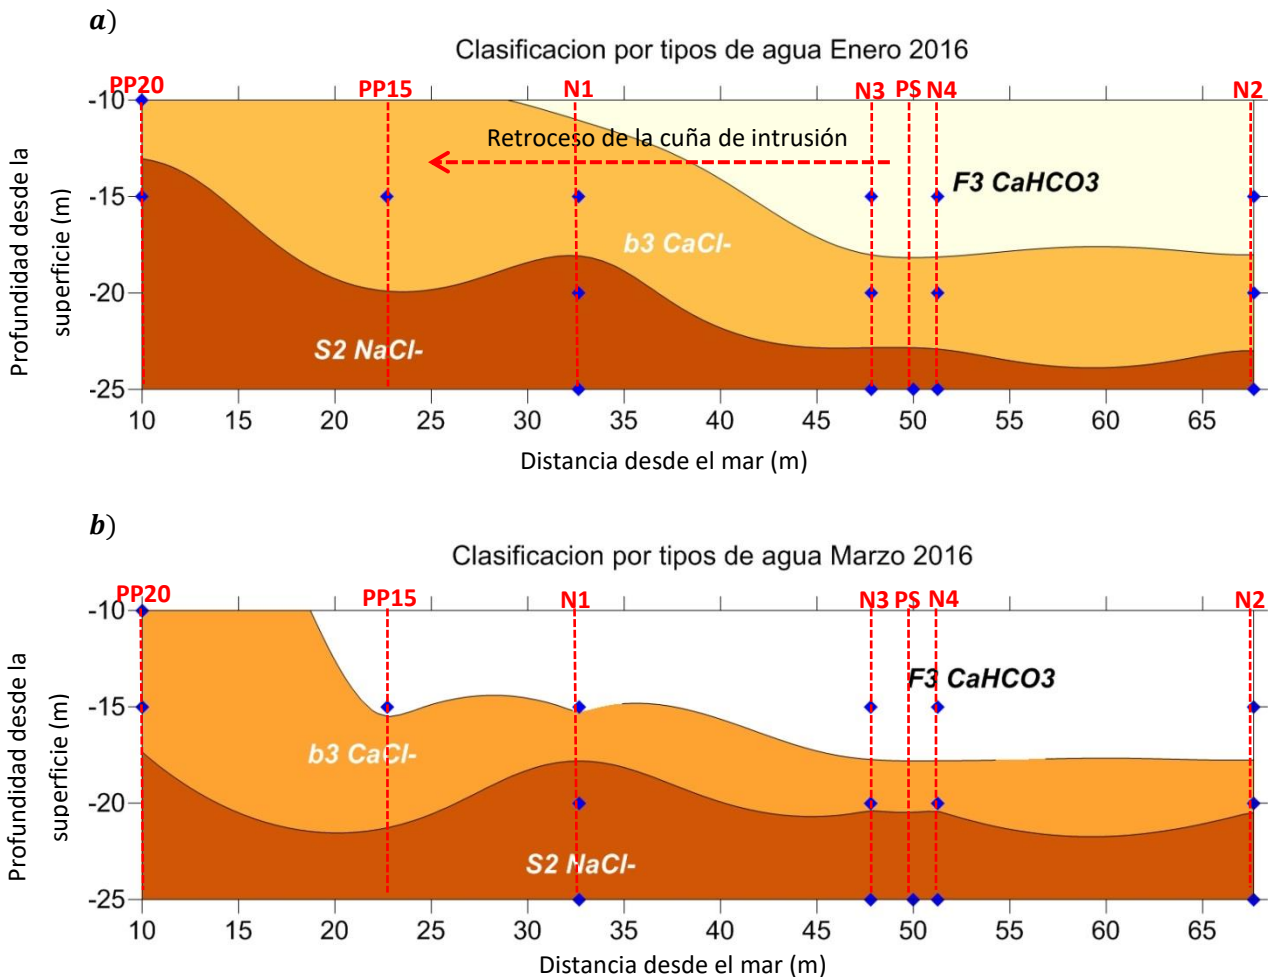 a)
Clasificacion por tipos de agua Enero 2016
PP20 PP15 N1 N3 PS N4 N2
-10
Retroceso de la cuña de intrusión
F3 CaHCO3
-15
b3 CaCl-
-20
S2 NaCl-
-25
10 15 20 25 30 35 40 45 50 55 60 65
Profundidad desde la
superficie (m)
Distancia desde el mar (m)
b)
Clasificacion por tipos de agua Marzo 2016
PP20 PP15 N1 N3 PS N4 N2
-10
F3 CaHCO3
-15
b3 CaCl-
-20
S2 NaCl-
-25
10 15 20 25 30 35 40 45 50 55 60 65
Profundidad desde la
superficie (m)
Distancia desde el mar (m)